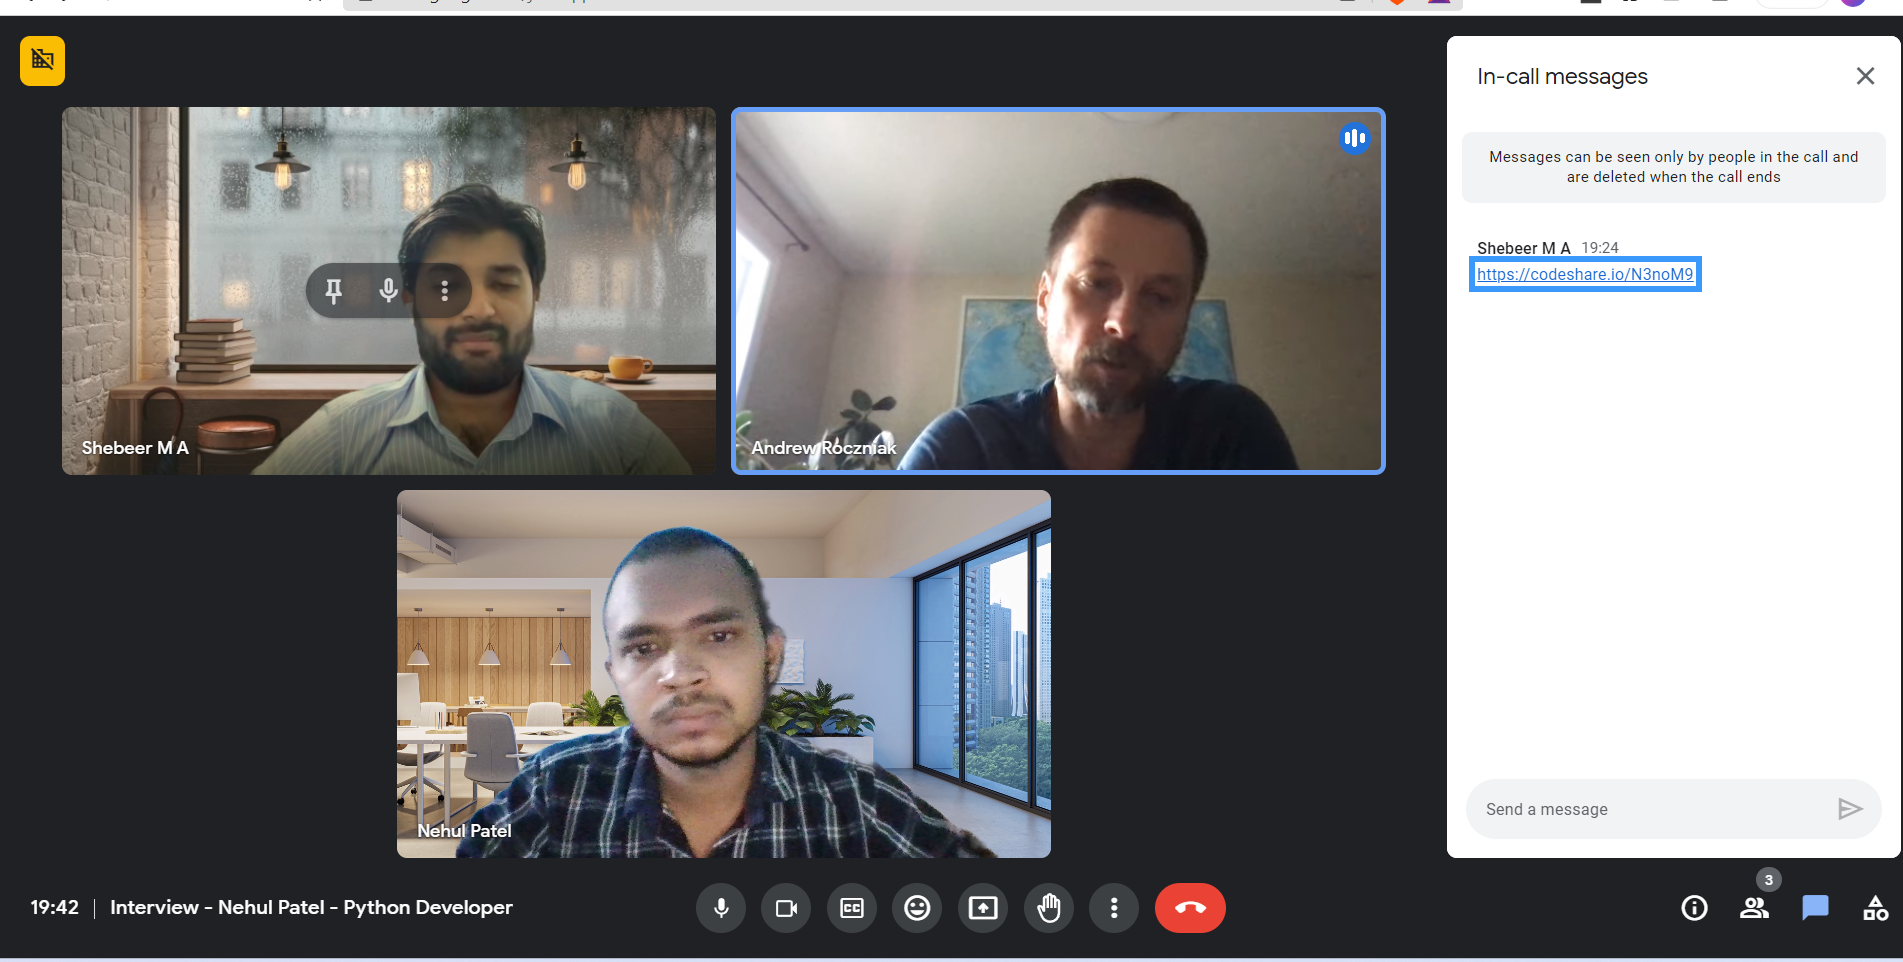 In-call messages
Messages can be seen only by people in the call and
are deleted when the call ends
Shebeer M A 19:24
https://codeshare.io/N3noM9
Shebeer M A
Andrew Roczniak
Nehul Patel
Send a message
3
19:42 | Interview - Nehul Patel - Python Developer
CC